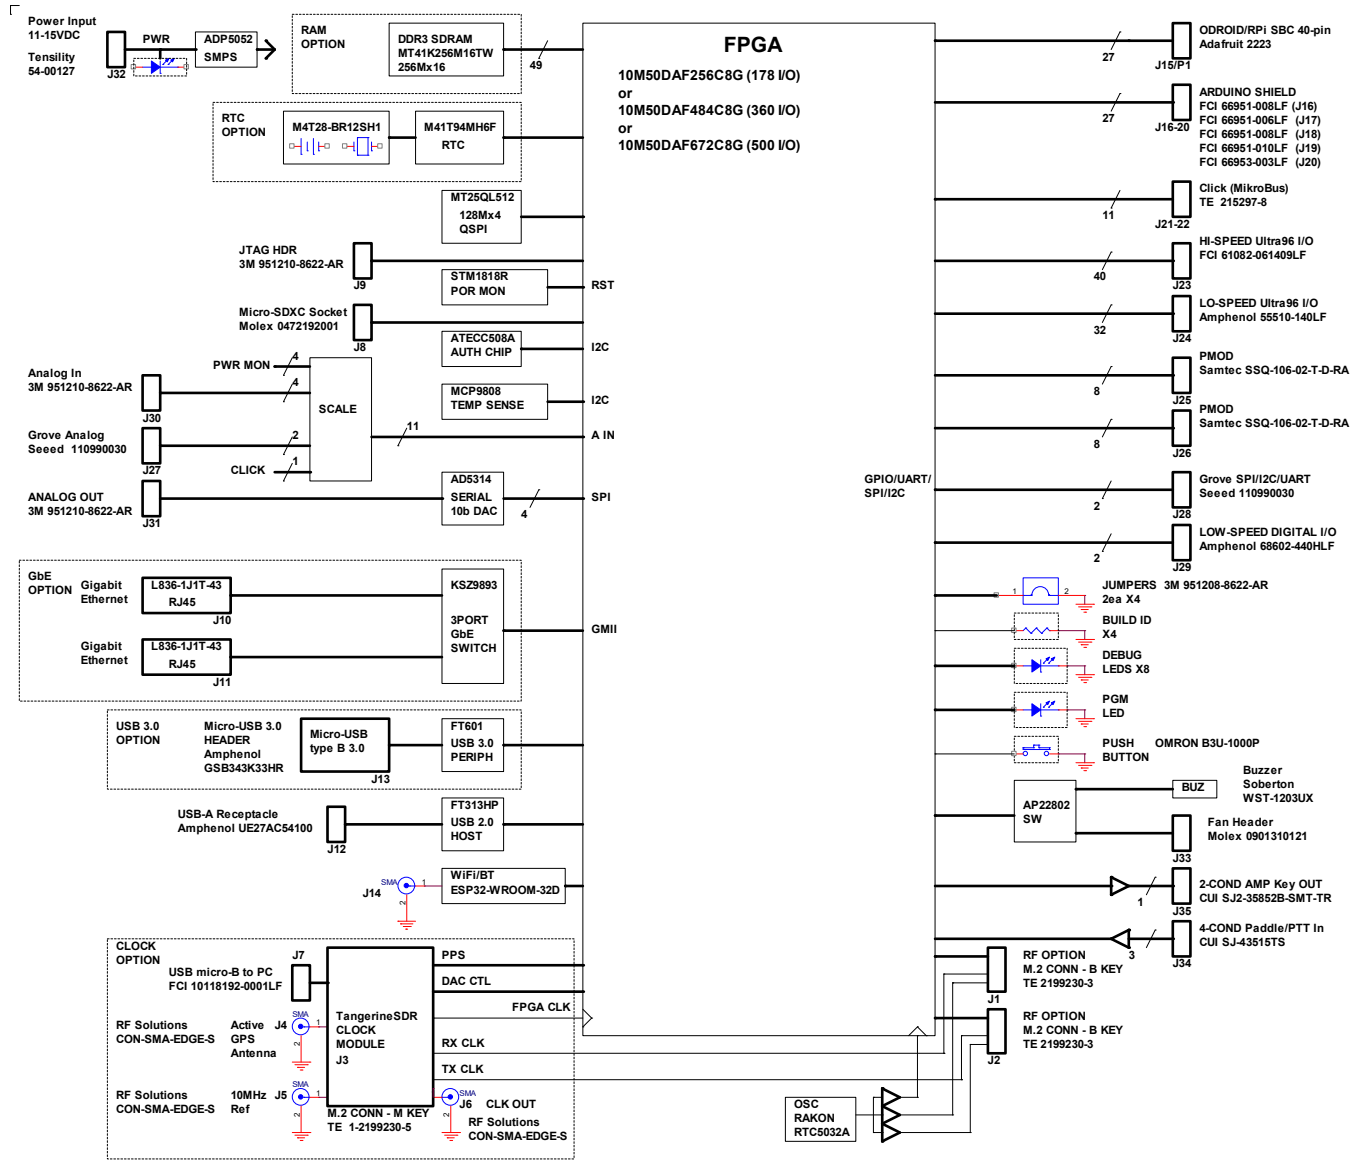 Power Input
11-15VDC
Tensility
54-00127
J32
PWR
ADP5052
SMPS
RAM
OPTION
DDR3 SDRAM
MT41K256M16TW
256Mx16
49
RTC
OPTION
M4T28-BR12SH1
M41T94MH6F
RTC
MT25QL512
128Mx4
QSPI
JTAG HDR
3M 951210-8622-AR
J9
STM1818R
POR MON
RST
Micro-SDXC Socket
Molex 0472192001
J8
ATECC508A
AUTH CHIP
I2C
PWR MON
4
Analog In
3M 951210-8622-AR
J30
4
SCALE
MCP9808
TEMP SENSE
I2C
Grove Analog
Seeed 110990030
J27
2
11
A IN
CLICK
1
ANALOG OUT
3M 951210-8622-AR
J31
AD5314
SERIAL
10b DAC
4
SPI
GbE
OPTION
Gigabit
Ethernet
L836-1J1T-43
RJ45
J10
Gigabit
Ethernet
L836-1J1T-43
RJ45
J11
KSZ9893
3PORT
GbE
SWITCH
GMII
USB 3.0
OPTION
Micro-USB 3.0
HEADER
Amphenol
GSB343K33HR
Micro-USB
type B 3.0
J13
FT601
USB 3.0
PERIPH
USB-A Receptacle
Amphenol UE27AC54100
J12
FT313HP
USB 2.0
HOST
J14
SMA
1
2
WiFi/BT
ESP32-WROOM-32D
CLOCK
OPTION
J7
USB micro-B to PC
FCI 10118192-0001LF
RF Solutions
CON-SMA-EDGE-S
Active
GPS
Antenna
J4
SMA
1
2
RF Solutions
CON-SMA-EDGE-S
10MHz
Ref
J5
SMA
1
2
TangerineSDR
CLOCK
MODULE
J3
M.2 CONN - M KEY
TE 1-2199230-5
PPS
DAC CTL
FPGA CLK
RX CLK
TX CLK
SMA
1
2
J6
CLK OUT
RF Solutions
CON-SMA-EDGE-S
FPGA
10M50DAF256C8G (178 I/O)
or
10M50DAF484C8G (360 I/O)
or
10M50DAF672C8G (500 I/O)
GPIO/UART/
SPI/I2C
27
ODROID/RPi SBC 40-pin
Adafruit 2223
J15/P1
27
J16-20
ARDUINO SHIELD
FCI 66951-008LF (J16)
FCI 66951-006LF (J17)
FCI 66951-008LF (J18)
FCI 66951-010LF (J19)
FCI 66953-003LF (J20)
11
Click (MikroBus)
TE 215297-8
J21-22
40
HI-SPEED Ultra96 I/O
FCI 61082-061409LF
J23
32
LO-SPEED Ultra96 I/O
Amphenol 55510-140LF
J24
8
PMOD
Samtec SSQ-106-02-T-D-RA
J25
8
PMOD
Samtec SSQ-106-02-T-D-RA
J26
2
Grove SPI/I2C/UART
Seeed 110990030
J28
2
LOW-SPEED DIGITAL I/O
Amphenol 68602-440HLF
J29
1
2
JUMPERS 3M 951208-8622-AR
2ea X4
BUILD ID
X4
DEBUG
LEDS X8
PGM
LED
PUSH OMRON B3U-1000P
BUTTON
AP22802
SW
BUZ
Buzzer
Soberton
WST-1203UX
Fan Header
Molex 0901310121
J33
1
2-COND AMP Key OUT
CUI SJ2-35852B-SMT-TR
J35
3
4-COND Paddle/PTT In
CUI SJ-43515TS
J34
RF OPTION
M.2 CONN - B KEY
TE 2199230-3
J1
RF OPTION
M.2 CONN - B KEY
TE 2199230-3
J2
OSC
RAKON
RTC5032A